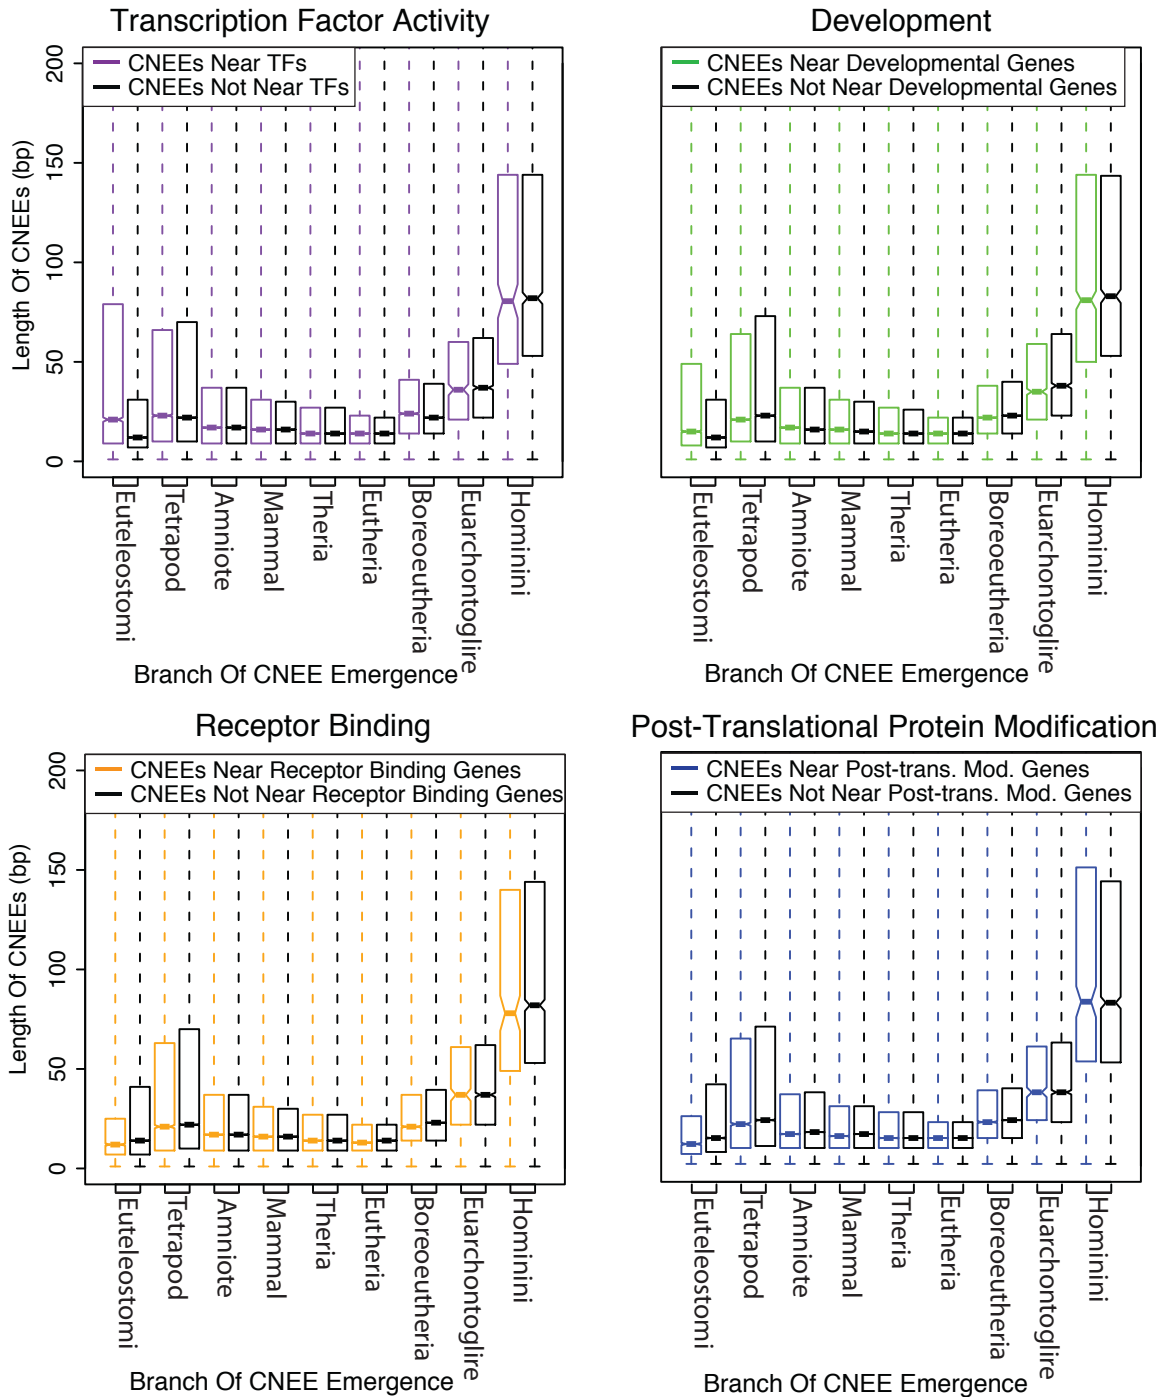 Transcription Factor Activity
CNEEs Near TFs
CNEEs Not Near TFs
Length Of CNEEs (bp)
200
150
100
50
0
Euteleostomi
Tetrapod
Amniote
Mammal
Theria
Eutheria
Boreoeutheria
Euarchontoglire
Hominini
Branch Of CNEE Emergence
Development
CNEEs Near Developmental Genes
CNEEs Not Near Developmental Genes
Euteleostomi
Tetrapod
Amniote
Mammal
Theria
Eutheria
Boreoeutheria
Euarchontoglire
Hominini
Branch Of CNEE Emergence
Receptor Binding
CNEEs Near Receptor Binding Genes
CNEEs Not Near Receptor Binding Genes
Length Of CNEEs (bp)
200
150
100
50
0
Euteleostomi
Tetrapod
Amniote
Mammal
Theria
Eutheria
Boreoeutheria
Euarchontoglire
Hominini
Branch Of CNEE Emergence
Post-Translational Protein Modification
CNEEs Near Post-trans. Mod. Genes
CNEEs Not Near Post-trans. Mod. Genes
Euteleostomi
Tetrapod
Amniote
Mammal
Theria
Eutheria
Boreoeutheria
Euarchontoglire
Hominini
Branch Of CNEE Emergence